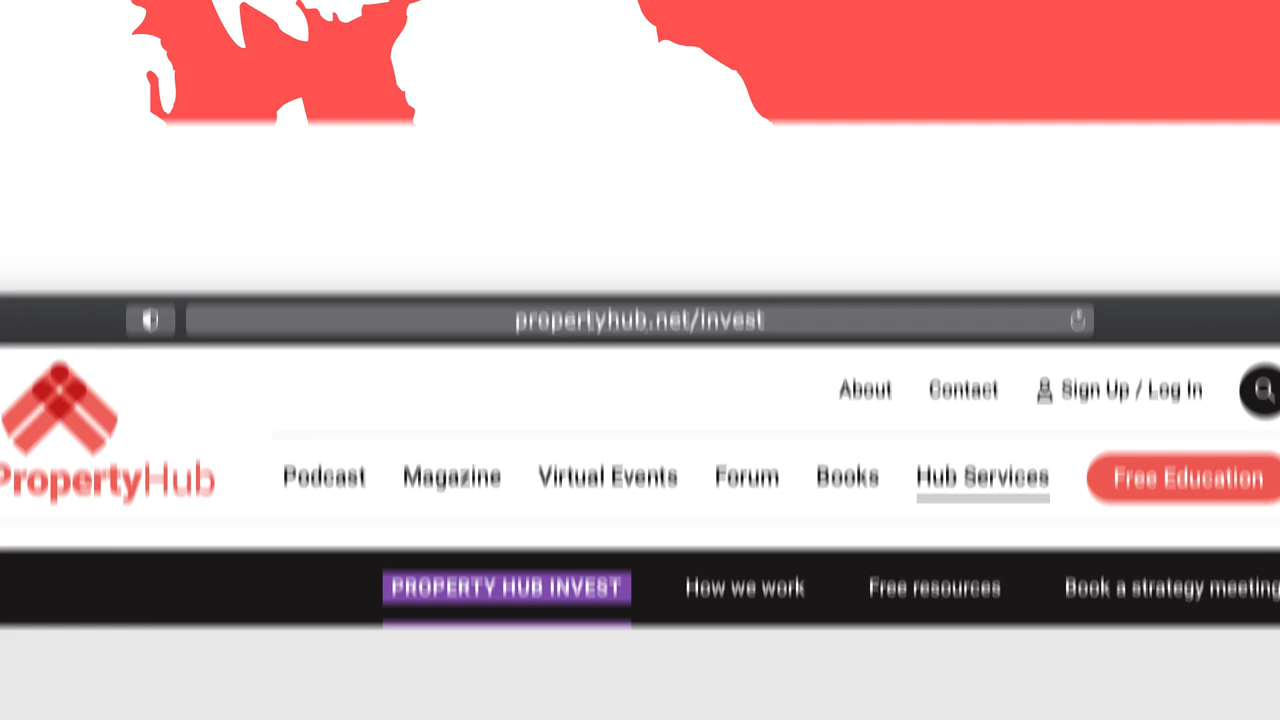 propertyhub.net/invest
About Contact Sign Up / Log In
PropertyHub
Podcast Magazine Virtual Events Forum Books Hub Services Free Education
PROPERTY HUB INVEST How we work Free resources Book a strategy meeting